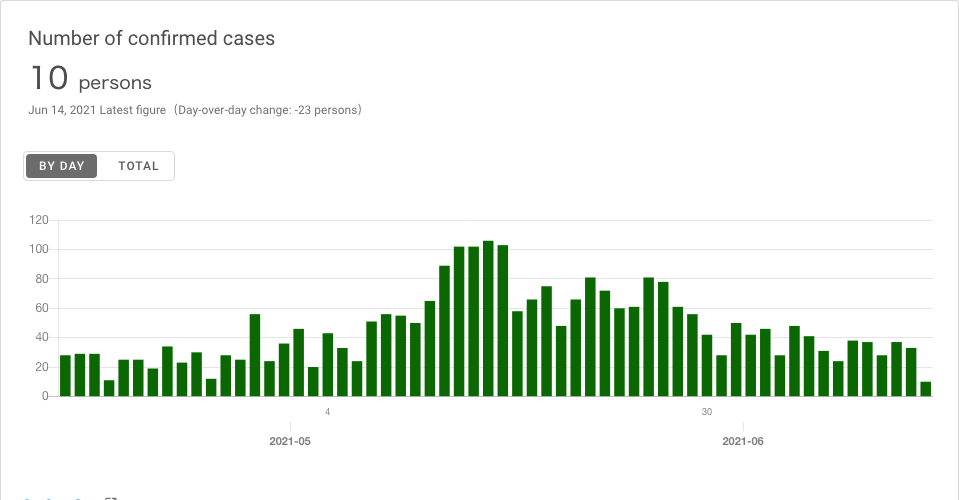 Number of confirmed cases
10 persons
Jun 14, 2021 Latest figure（Day-over-day change: -23 persons）
BY DAY TOTAL
120
100
80
60
40
20
0
4 30
2021-05 2021-06